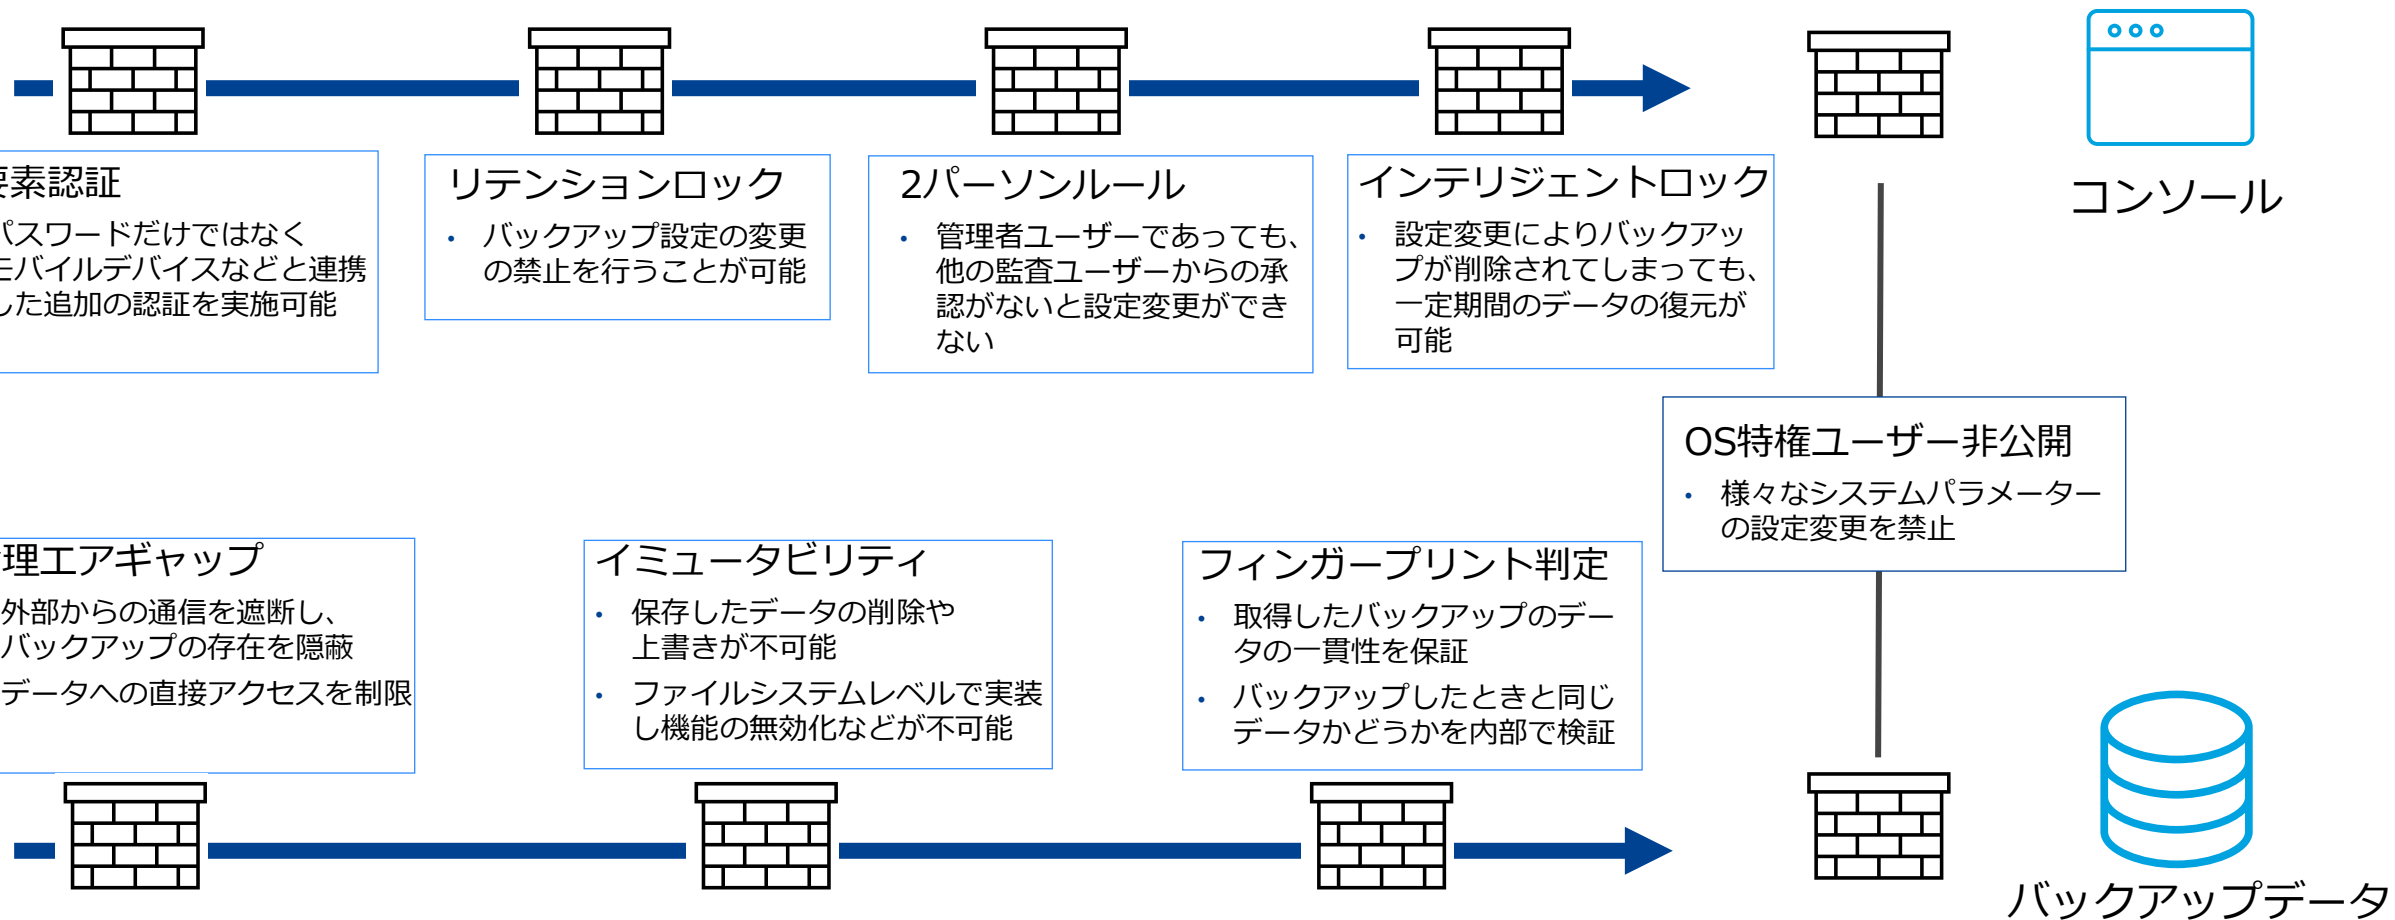 要素認証
パスワードだけではなく
モバイルデバイスなどと連携
した追加の認証を実施可能
リテンションロック
・ バックアップ設定の変更
の禁止を行うことが可能
2パーソンルール
・ 管理者ユーザーであっても、
他の監査ユーザーからの承
認がないと設定変更ができ
ない
インテリジェントロック
・ 設定変更によりバックアッ
プが削除されてしまっても、
一定期間のデータの復元が
可能
コンソール
OS特権ユーザー非公開
・ 様々なシステムパラメーター
の設定変更を禁止
理エアギャップ
外部からの通信を遮断し、
バックアップの存在を隠蔽
データへの直接アクセスを制限
イミュータビリティ
・ 保存したデータの削除や
上書きが不可能
・ ファイルシステムレベルで実装
し機能の無効化などが不可能
フィンガープリント判定
・ 取得したバックアップのデー
タの一貫性を保証
・ バックアップしたときと同じ
データかどうかを内部で検証
バックアップデータ